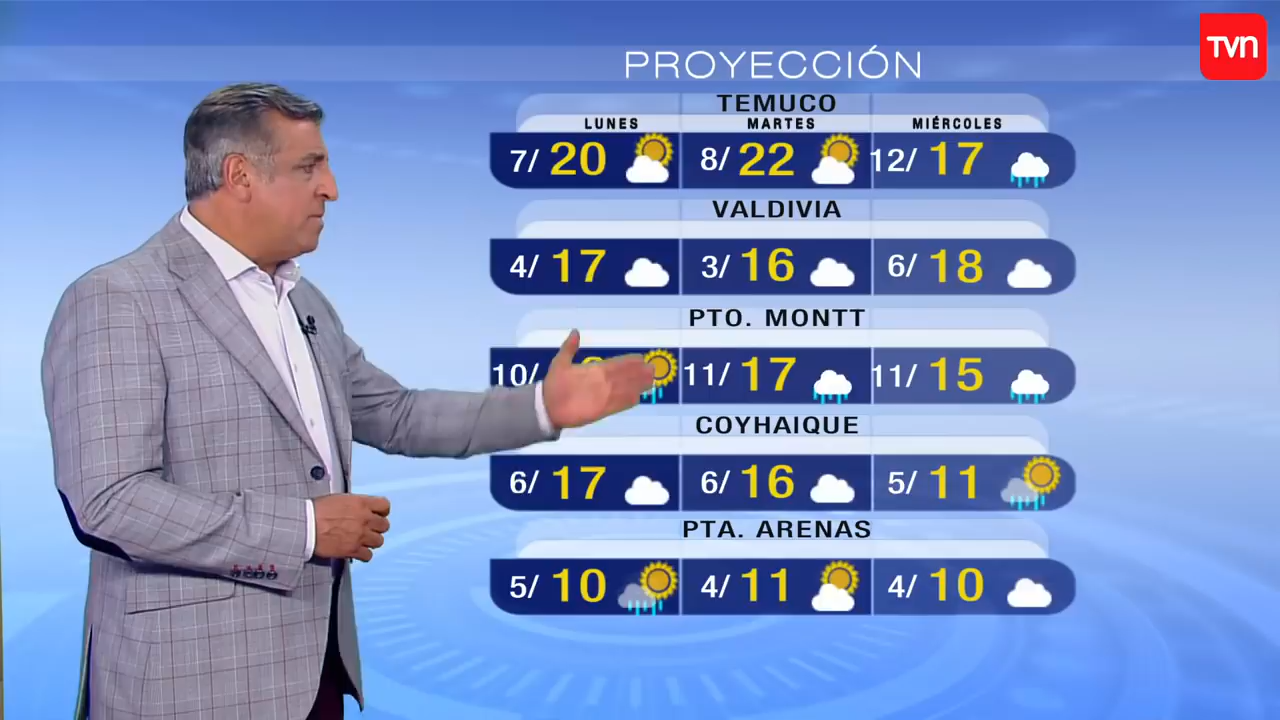 PROYECCIÓN
TVN
TEMUCO
LUNES MARTES MIÉRCOLES
7/ 20 8/ 22 12/ 17
VALDIVIA
4/ 17 3/ 16 6/ 18
PTO. MONTT
10/ 11/ 17 11/ 15
COYHAIQUE
6/ 17 6/ 16 5/ 11
PTA. ARENAS
5/ 10 4/ 11 4/ 10